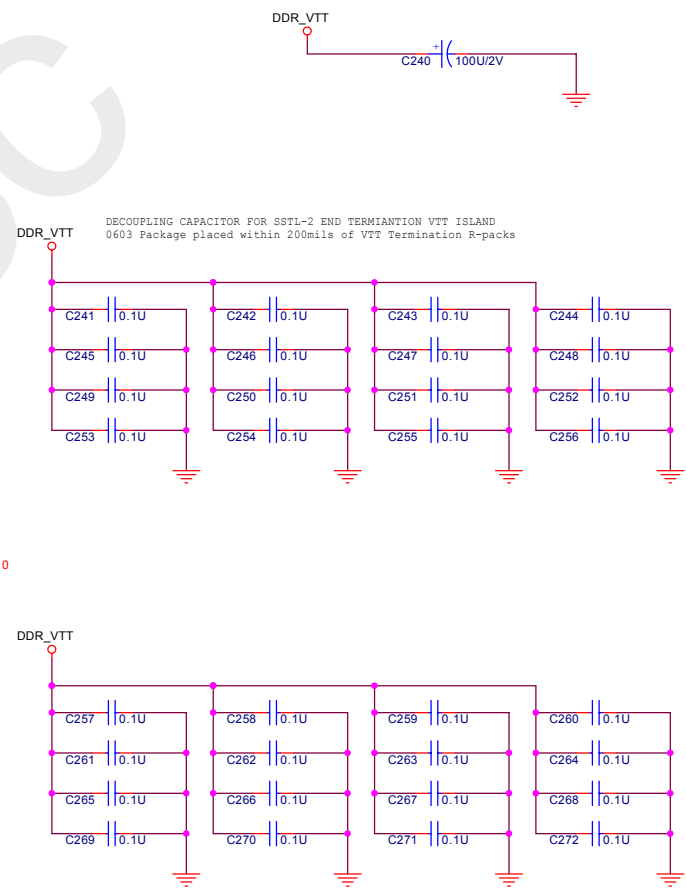 DDR_VTT
C240 100U/2V
DECOUPLING CAPACITOR FOR SSTL-2 END TERMIANTION VTT ISLAND
DDR_VTT
0603 Package placed within 200mils of VTT Termination R-packs
C241 0.1U C242 0.1U C243 0.1U C244 0.1U
C245 0.1U C246 0.1U C247 0.1U C248 0.1U
C249 0.1U C250 0.1U C251 0.1U C252 0.1U
C253 0.1U C254 0.1U C255 0.1U C256 0.1U
0
DDR_VTT
C257 0.1U C258 0.1U C259 0.1U C260 0.1U
C261 0.1U C262 0.1U C263 0.1U C264 0.1U
C265 0.1U C266 0.1U C267 0.1U C268 0.1U
C269 0.1U C270 0.1U C271 0.1U C272 0.1U